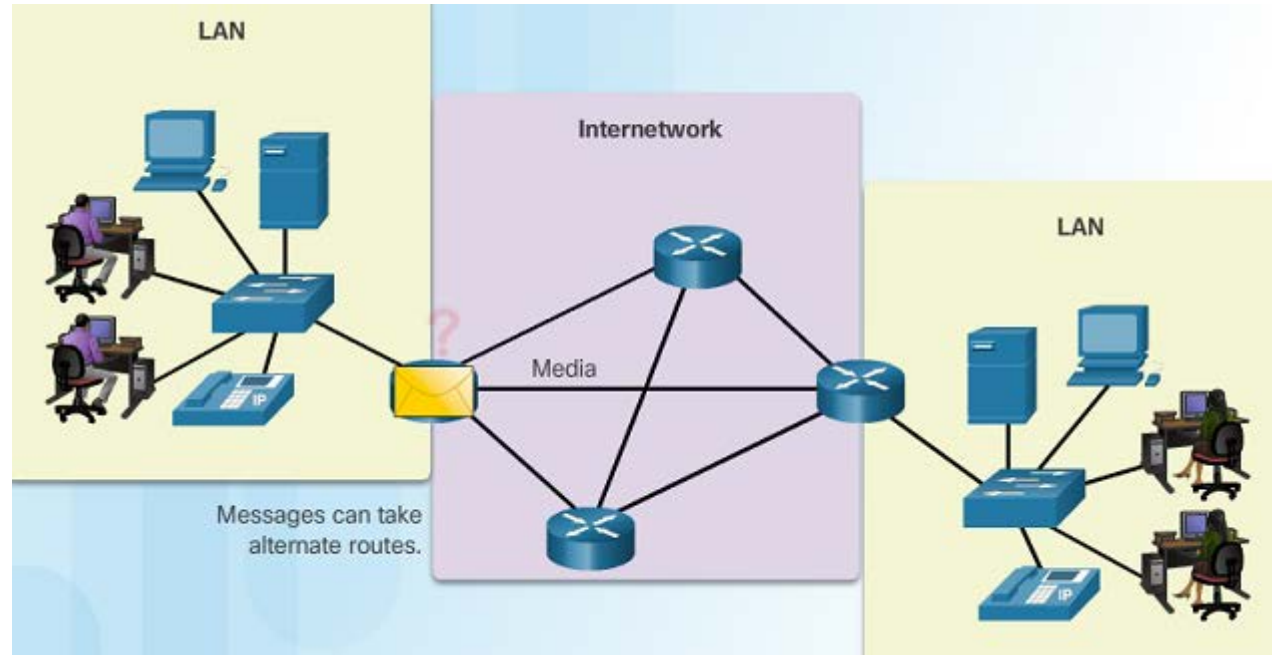 LAN
Internetwork
LAN
?
Media
IP
Messages can take
alternate routes.
IP